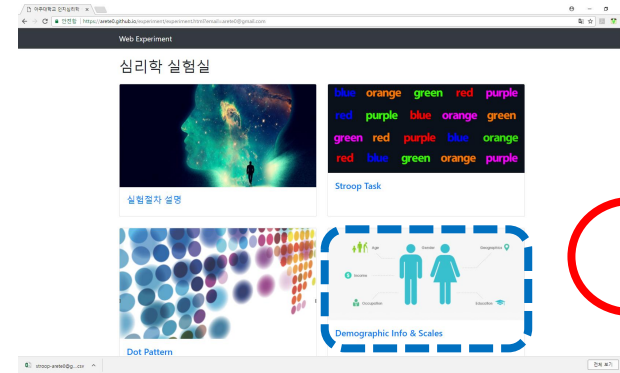 아주대학교 인지심리학
안전함 | https://arete0.github.io/experiment/experiment.html?email=arete0@gmail.com
Web Experiment
심리학 실험실
blue orange green red purple
red purple blue orange green
green red purple blue orange
red blue green orange purple
실험절차 설명
Stroop Task
Age
Gender
Geographics
Income
Occupation
Education
Dot Pattern
Demographic Info & Scales
stroop-arete0@g....csv
전체 보기